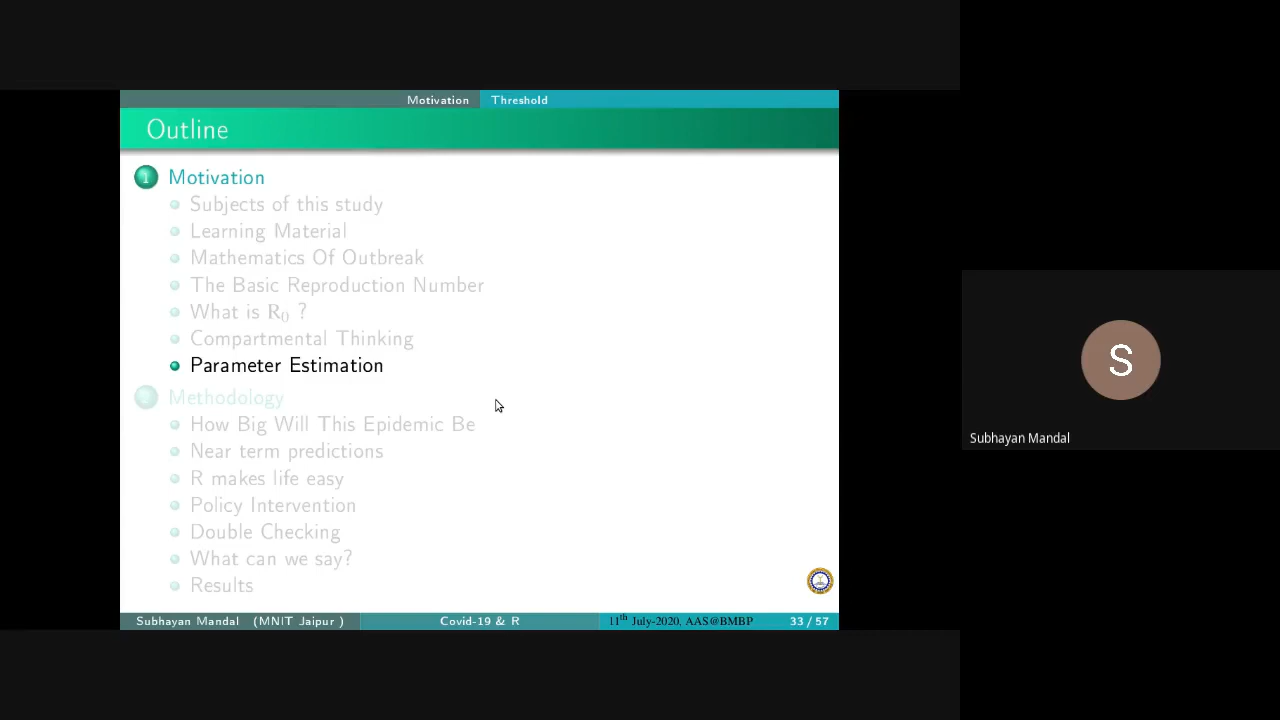 Motivation Threshold
Outline
1 Motivation
Subjects of this study
Learning Material
Mathematics Of Outbreak
The Basic Reproduction Number
What is R₀ ?
Compartmental Thinking
Parameter Estimation
2 Methodology
How Big Will This Epidemic Be
Near term predictions
R makes life easy
Policy Intervention
Double Checking
What can we say?
Results
Subhayan Mandal (MNIT Jaipur ) Covid-19 & R 11th July-2020, AAS@BMBP 33 / 57
S
Subhayan Mandal